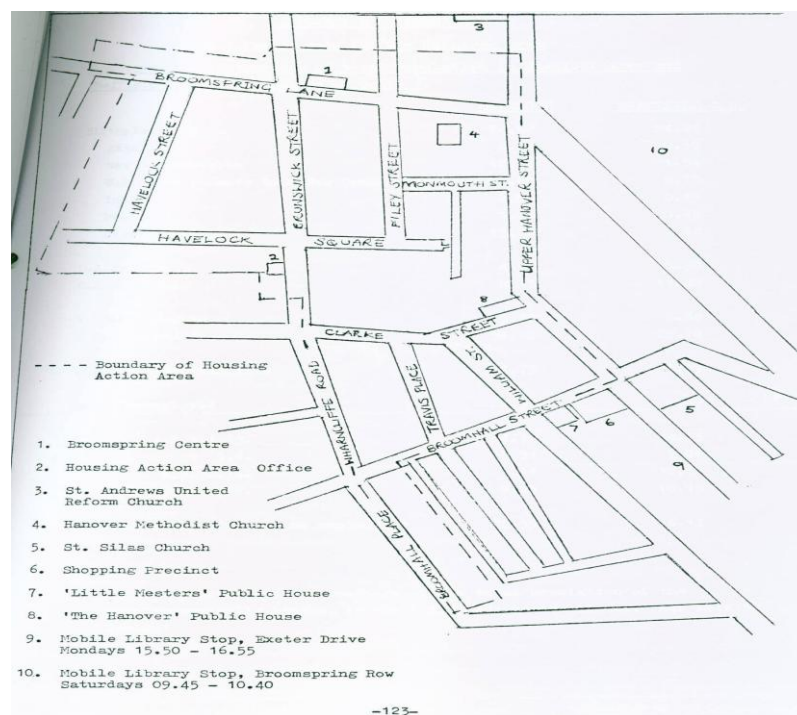 3
1
BROOMSPRING LANE
4
10
HAVELOCK STREET
BRUNSWICK STREET
FILEY STREET
MONMOUTH ST.
UPPER HANOVER STREET
HAVELOCK SQUARE
2
8
CLARKE STREET
- - - - Boundary of Housing
Action Area
WHARNCLIFFE ROAD
TRAVIS PLACE
WILLIAM ST.
BROOMHALL STREET
7
6
5
9
BROOMHALL PLACE
1. Broomspring Centre
2. Housing Action Area Office
3. St. Andrews United
Reform Church
4. Hanover Methodist Church
5. St. Silas Church
6. Shopping Precinct
7. 'Little Mesters' Public House
8. 'The Hanover' Public House
9. Mobile Library Stop, Exeter Drive
Mondays 15.50 - 16.55
10. Mobile Library Stop, Broomspring Row
Saturdays 09.45 - 10.40
-123-